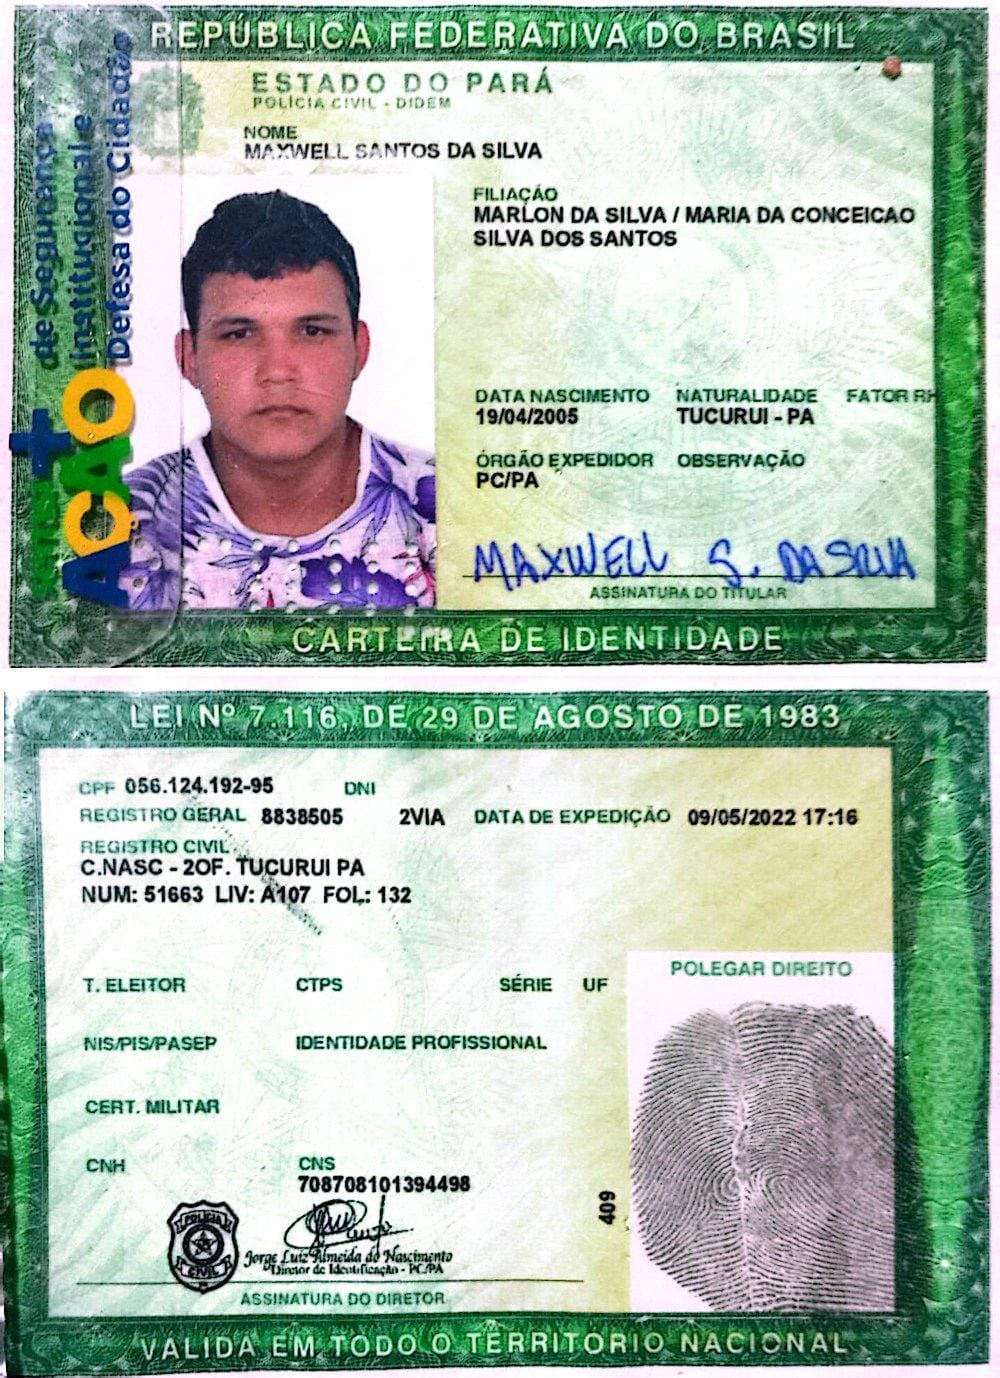 REPÚBLICA FEDERATIVA DO BRASIL
ESTADO DO PARÁ
POLÍCIA CIVIL - DIDEM
NOME
MAXWELL SANTOS DA SILVA
FILIAÇÃO
MARLON DA SILVA / MARIA DA CONCEICAO
SILVA DOS SANTOS
DATA NASCIMENTO NATURALIDADE FATOR RH
19/04/2005 TUCURUI - PA
ÓRGÃO EXPEDIDOR OBSERVAÇÃO
PC/PA
MAXWELL S. DA SILVA
ASSINATURA DO TITULAR
CARTEIRA DE IDENTIDADE
AÇÃO
de Segurança
Institucional e
Defesa do Cidadão
LEI Nº 7.116, DE 29 DE AGOSTO DE 1983
CPF 056.124.192-95 DNI
REGISTRO GERAL 8838505 2VIA DATA DE EXPEDIÇÃO 09/05/2022 17:16
REGISTRO CIVIL
C.NASC - 2OF. TUCURUI PA
NUM: 51663 LIV: A107 FOL: 132
POLEGAR DIREITO
T. ELEITOR CTPS SÉRIE UF
NIS/PIS/PASEP IDENTIDADE PROFISSIONAL
CERT. MILITAR
CNH CNS
708708101394498
409
POLÍCIA
CIVIL
Jorge Luiz Almeida do Nascimento
Diretor de Identificação - PC/PA
ASSINATURA DO DIRETOR
VÁLIDA EM TODO O TERRITÓRIO NACIONAL